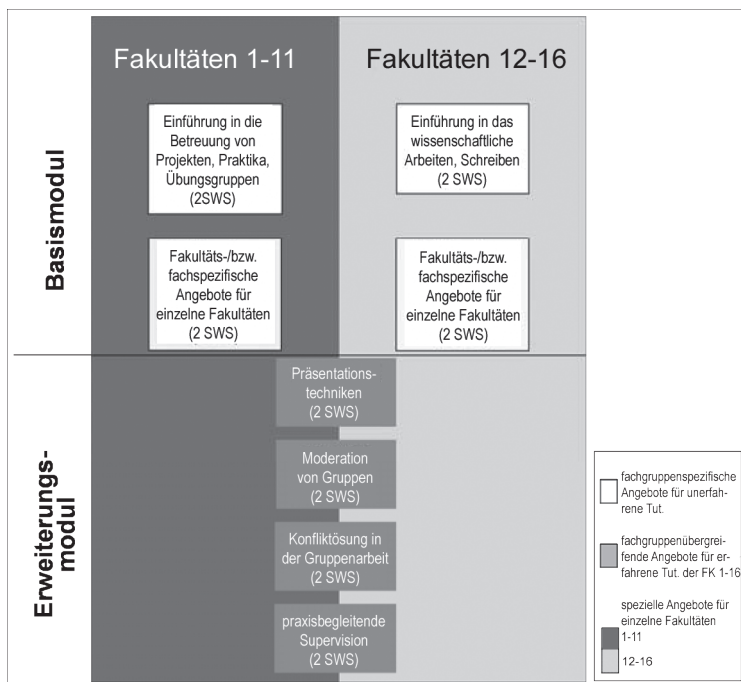 Fakultäten 1-11
Fakultäten 12-16
Basismodul
Einführung in die
Betreuung von
Projekten, Praktika,
Übungsgruppen
(2SWS)
Einführung in das
wissenschaftliche
Arbeiten, Schreiben
(2 SWS)
Fakultäts-/bzw.
fachspezifische
Angebote für
einzelne Fakultäten
(2 SWS)
Fakultäts-/bzw.
fachspezifische
Angebote für
einzelne Fakultäten
(2 SWS)
Erweiterungs-
modul
Präsentations-
techniken
(2 SWS)
Moderation
von Gruppen
(2 SWS)
Konfliktösung in
der Gruppenarbeit
(2 SWS)
praxisbegleitende
Supervision
(2 SWS)
fachgruppenspezifische
Angebote für unerfah-
rene Tut.
fachgruppenübergrei-
fende Angebote für er-
fahrene Tut. der FK 1-16
spezielle Angebote für
einzelne Fakultäten
1-11
12-16